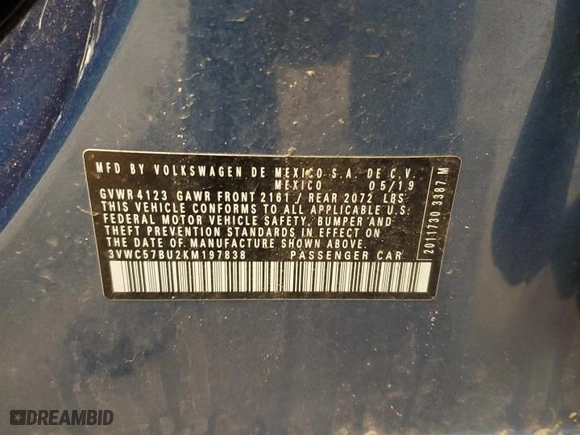 MFD BY VOLKSWAGEN DE MEXICO S.A. DE C.V.
MEXICO 05/19
GVWR 4123 GAWR FRONT 2161 / REAR 2072 LBS
THIS VEHICLE CONFORMS TO ALL APPLICABLE U.S.
FEDERAL MOTOR VEHICLE SAFETY, BUMPER AND
THEFT PREVENTION STANDARDS IN EFFECT ON THE
DATE OF MANUFACTURE SHOWN ABOVE.
3VWC57BU2KM197838 PASSENGER CAR
2011730 3387 M
DREAMBID